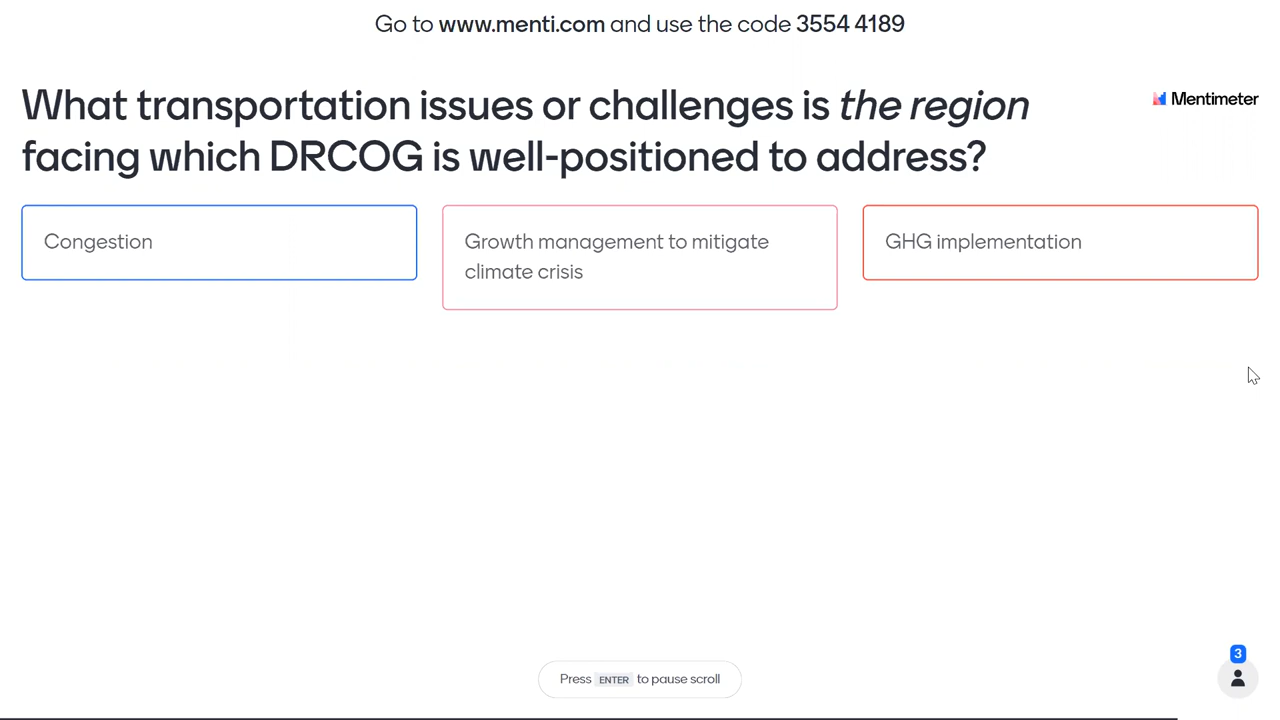 Go to www.menti.com and use the code 3554 4189
What transportation issues or challenges is the region
facing which DRCOG is well-positioned to address?
Mentimeter
Congestion
Growth management to mitigate
climate crisis
GHG implementation
Press ENTER to pause scroll
3